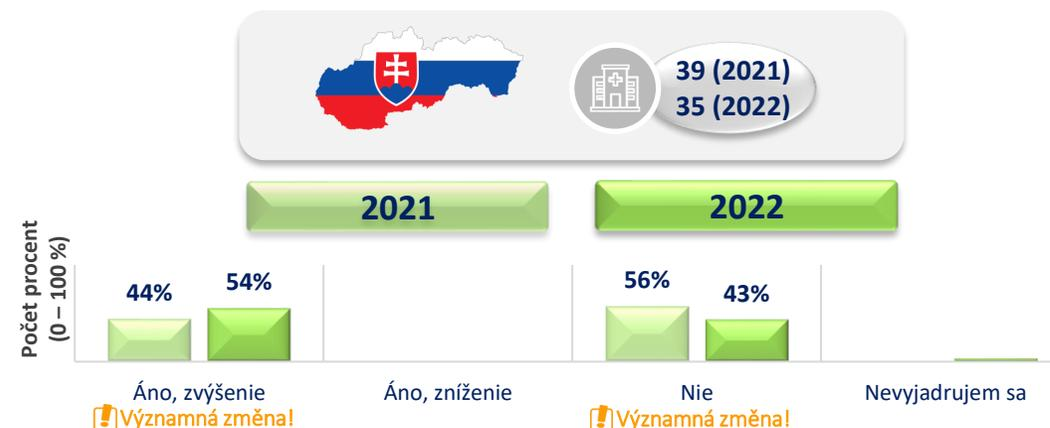 39 (2021)
35 (2022)
2021
2022
Počet procent
(0 – 100 %)
44%
54%
56%
43%
Áno, zvýšenie
Áno, zníženie
Nie
Nevyjadrujem sa
Významná změna!
Významná změna!